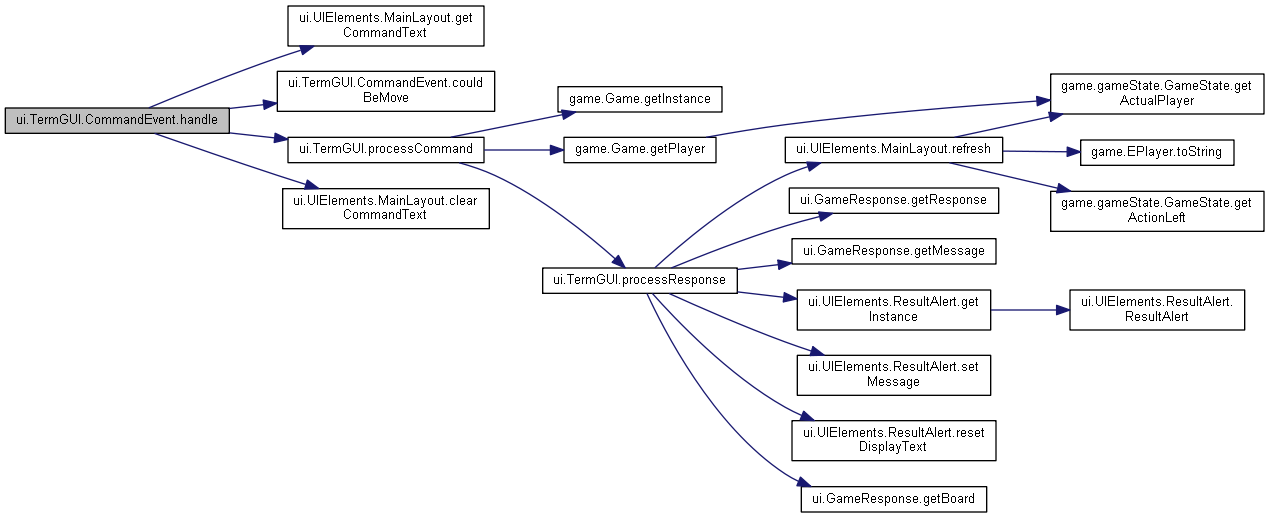 ui.UIElements.MainLayout.get
CommandText
ui.TermGUI.CommandEvent.could
BeMove
ui.TermGUI.CommandEvent.handle
ui.TermGUI.processCommand
ui.UIElements.MainLayout.clear
CommandText
game.Game.getInstance
game.Game.getPlayer
ui.TermGUI.processResponse
game.gameState.GameState.get
ActualPlayer
ui.UIElements.MainLayout.refresh
game.EPlayer.toString
game.gameState.GameState.get
ActionLeft
ui.GameResponse.getResponse
ui.GameResponse.getMessage
ui.UIElements.ResultAlert.get
Instance
ui.UIElements.ResultAlert.
ResultAlert
ui.UIElements.ResultAlert.set
Message
ui.UIElements.ResultAlert.reset
DisplayText
ui.GameResponse.getBoard